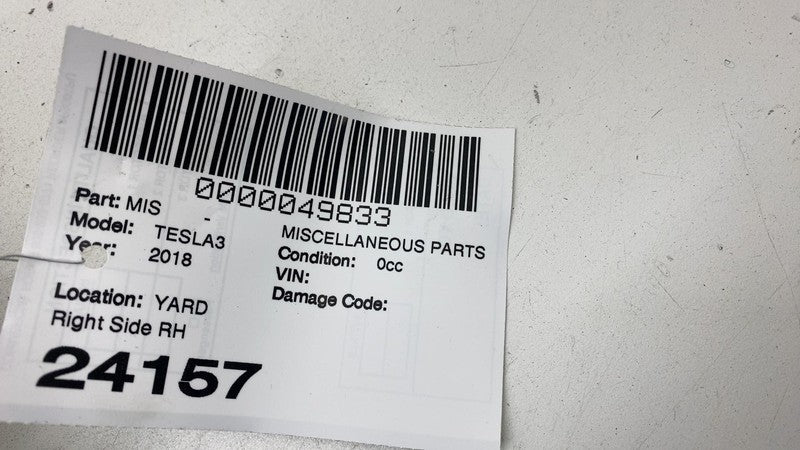 0000049833
Part: MIS - MISCELLANEOUS PARTS
Model: TESLA3 Condition: 0cc
Year: 2018 VIN:
Location: YARD Damage Code:
Right Side RH
24157